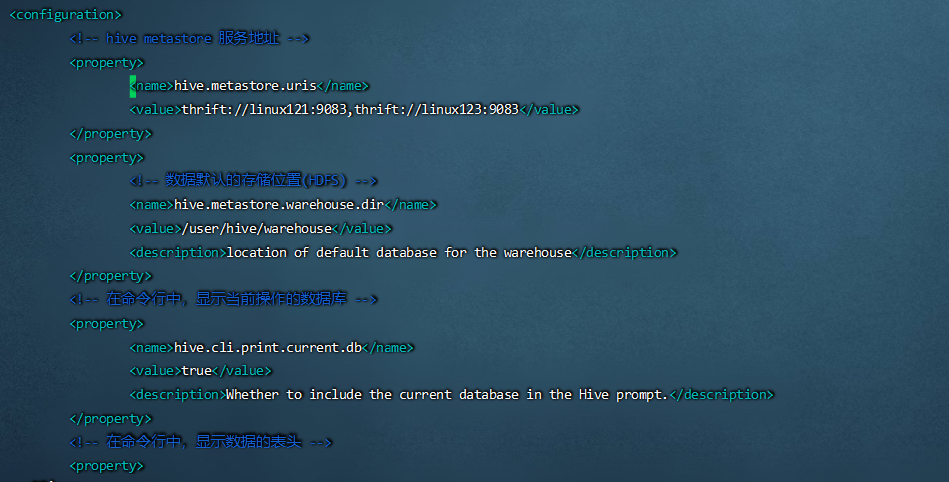 <configuration>
<!-- hive metastore 服务地址 -->
<property>
<name>hive.metastore.uris</name>
<value>thrift://linux121:9083,thrift://linux123:9083</value>
</property>
<property>
<!-- 数据默认的存储位置(HDFS) -->
<name>hive.metastore.warehouse.dir</name>
<value>/user/hive/warehouse</value>
<description>location of default database for the warehouse</description>
</property>
<!-- 在命令行中，显示当前操作的数据库 -->
<property>
<name>hive.cli.print.current.db</name>
<value>true</value>
<description>Whether to include the current database in the Hive prompt.</description>
</property>
<!-- 在命令行中，显示数据的表头 -->
<property>